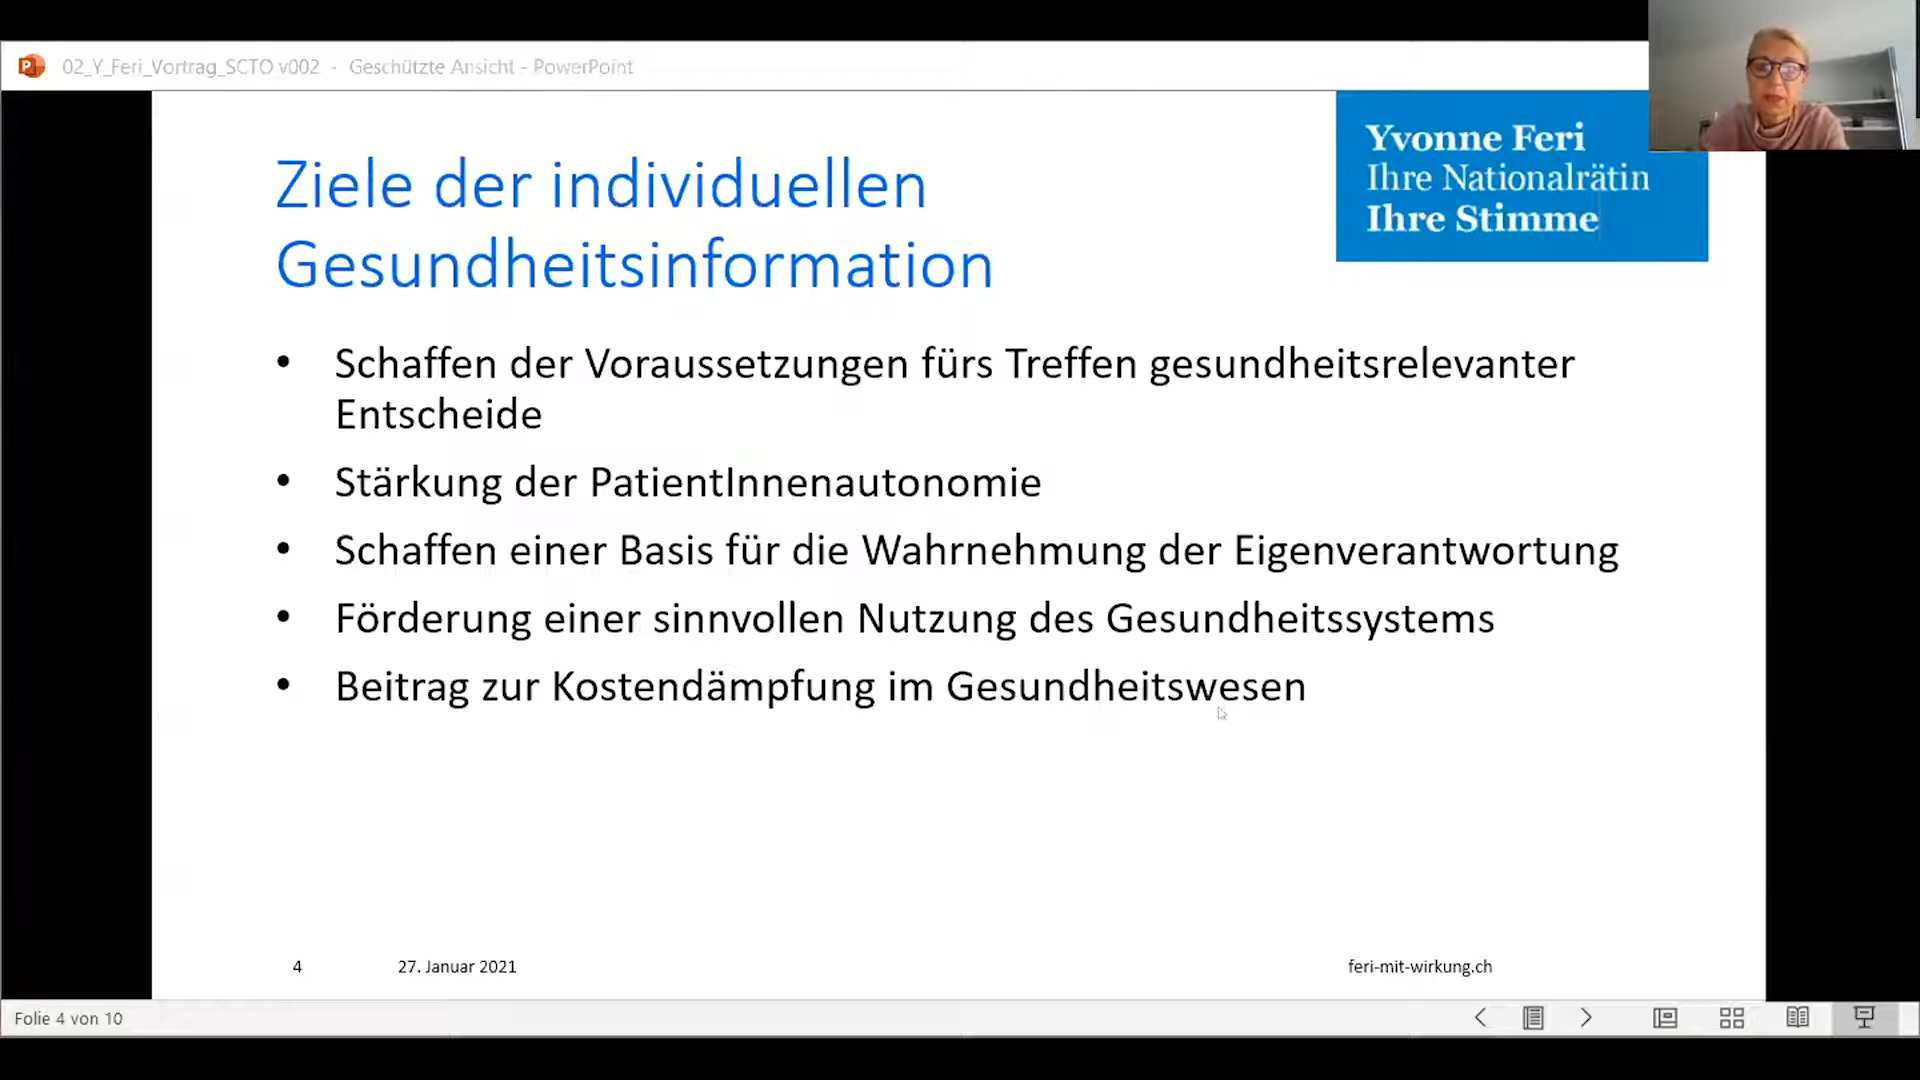 02_Y_Feri_Vortrag_SCTO v002 - Geschützte Ansicht - PowerPoint
Yvonne Feri
Ihre Nationalrätin
Ihre Stimme
Ziele der individuellen
Gesundheitsinformation
• Schaffen der Voraussetzungen fürs Treffen gesundheitsrelevanter
Entscheide
• Stärkung der PatientInnenautonomie
• Schaffen einer Basis für die Wahrnehmung der Eigenverantwortung
• Förderung einer sinnvollen Nutzung des Gesundheitssystems
• Beitrag zur Kostendämpfung im Gesundheitswesen
4 27. Januar 2021 feri-mit-wirkung.ch
Folie 4 von 10